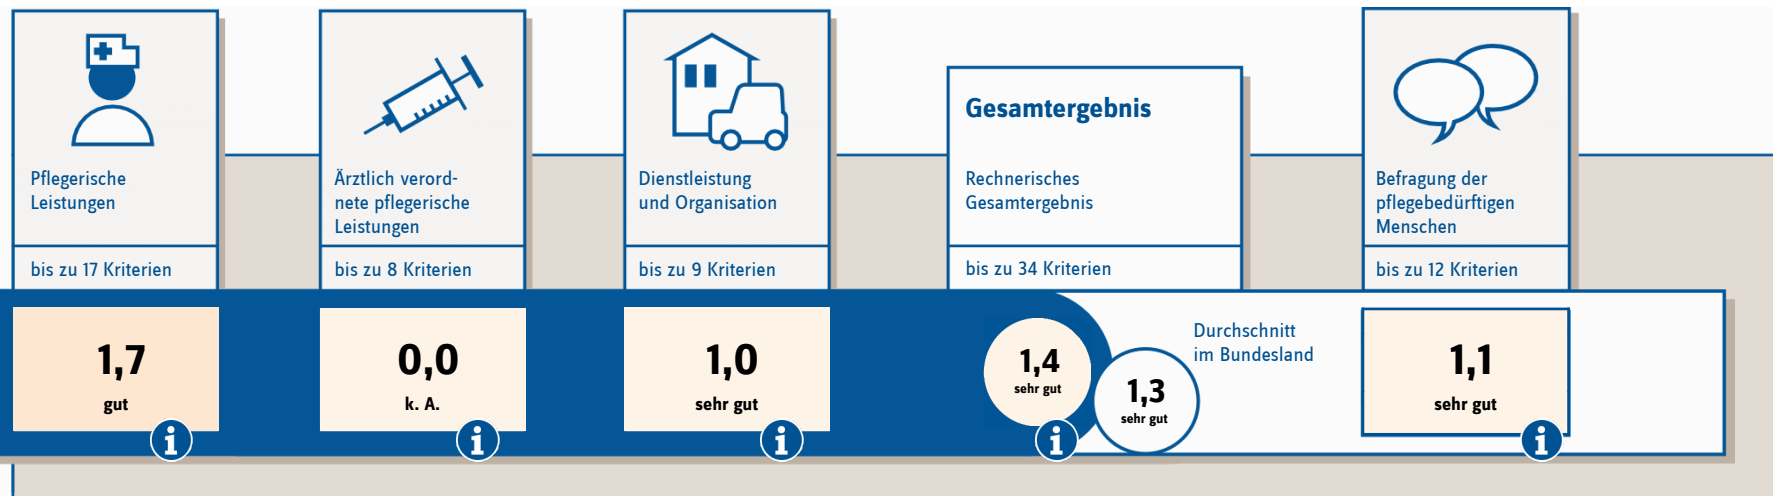 Pflegerische
Leistungen
bis zu 17 Kriterien
1,7
gut
i
Ärztlich verord-
nete pflegerische
Leistungen
bis zu 8 Kriterien
0,0
k. A.
i
Dienstleistung
und Organisation
bis zu 9 Kriterien
1,0
sehr gut
i
Gesamtergebnis
Rechnerisches
Gesamtergebnis
bis zu 34 Kriterien
1,4
sehr gut
i
1,3
sehr gut
Durchschnitt
im Bundesland
Befragung der
pflegebedürftigen
Menschen
bis zu 12 Kriterien
1,1
sehr gut
i